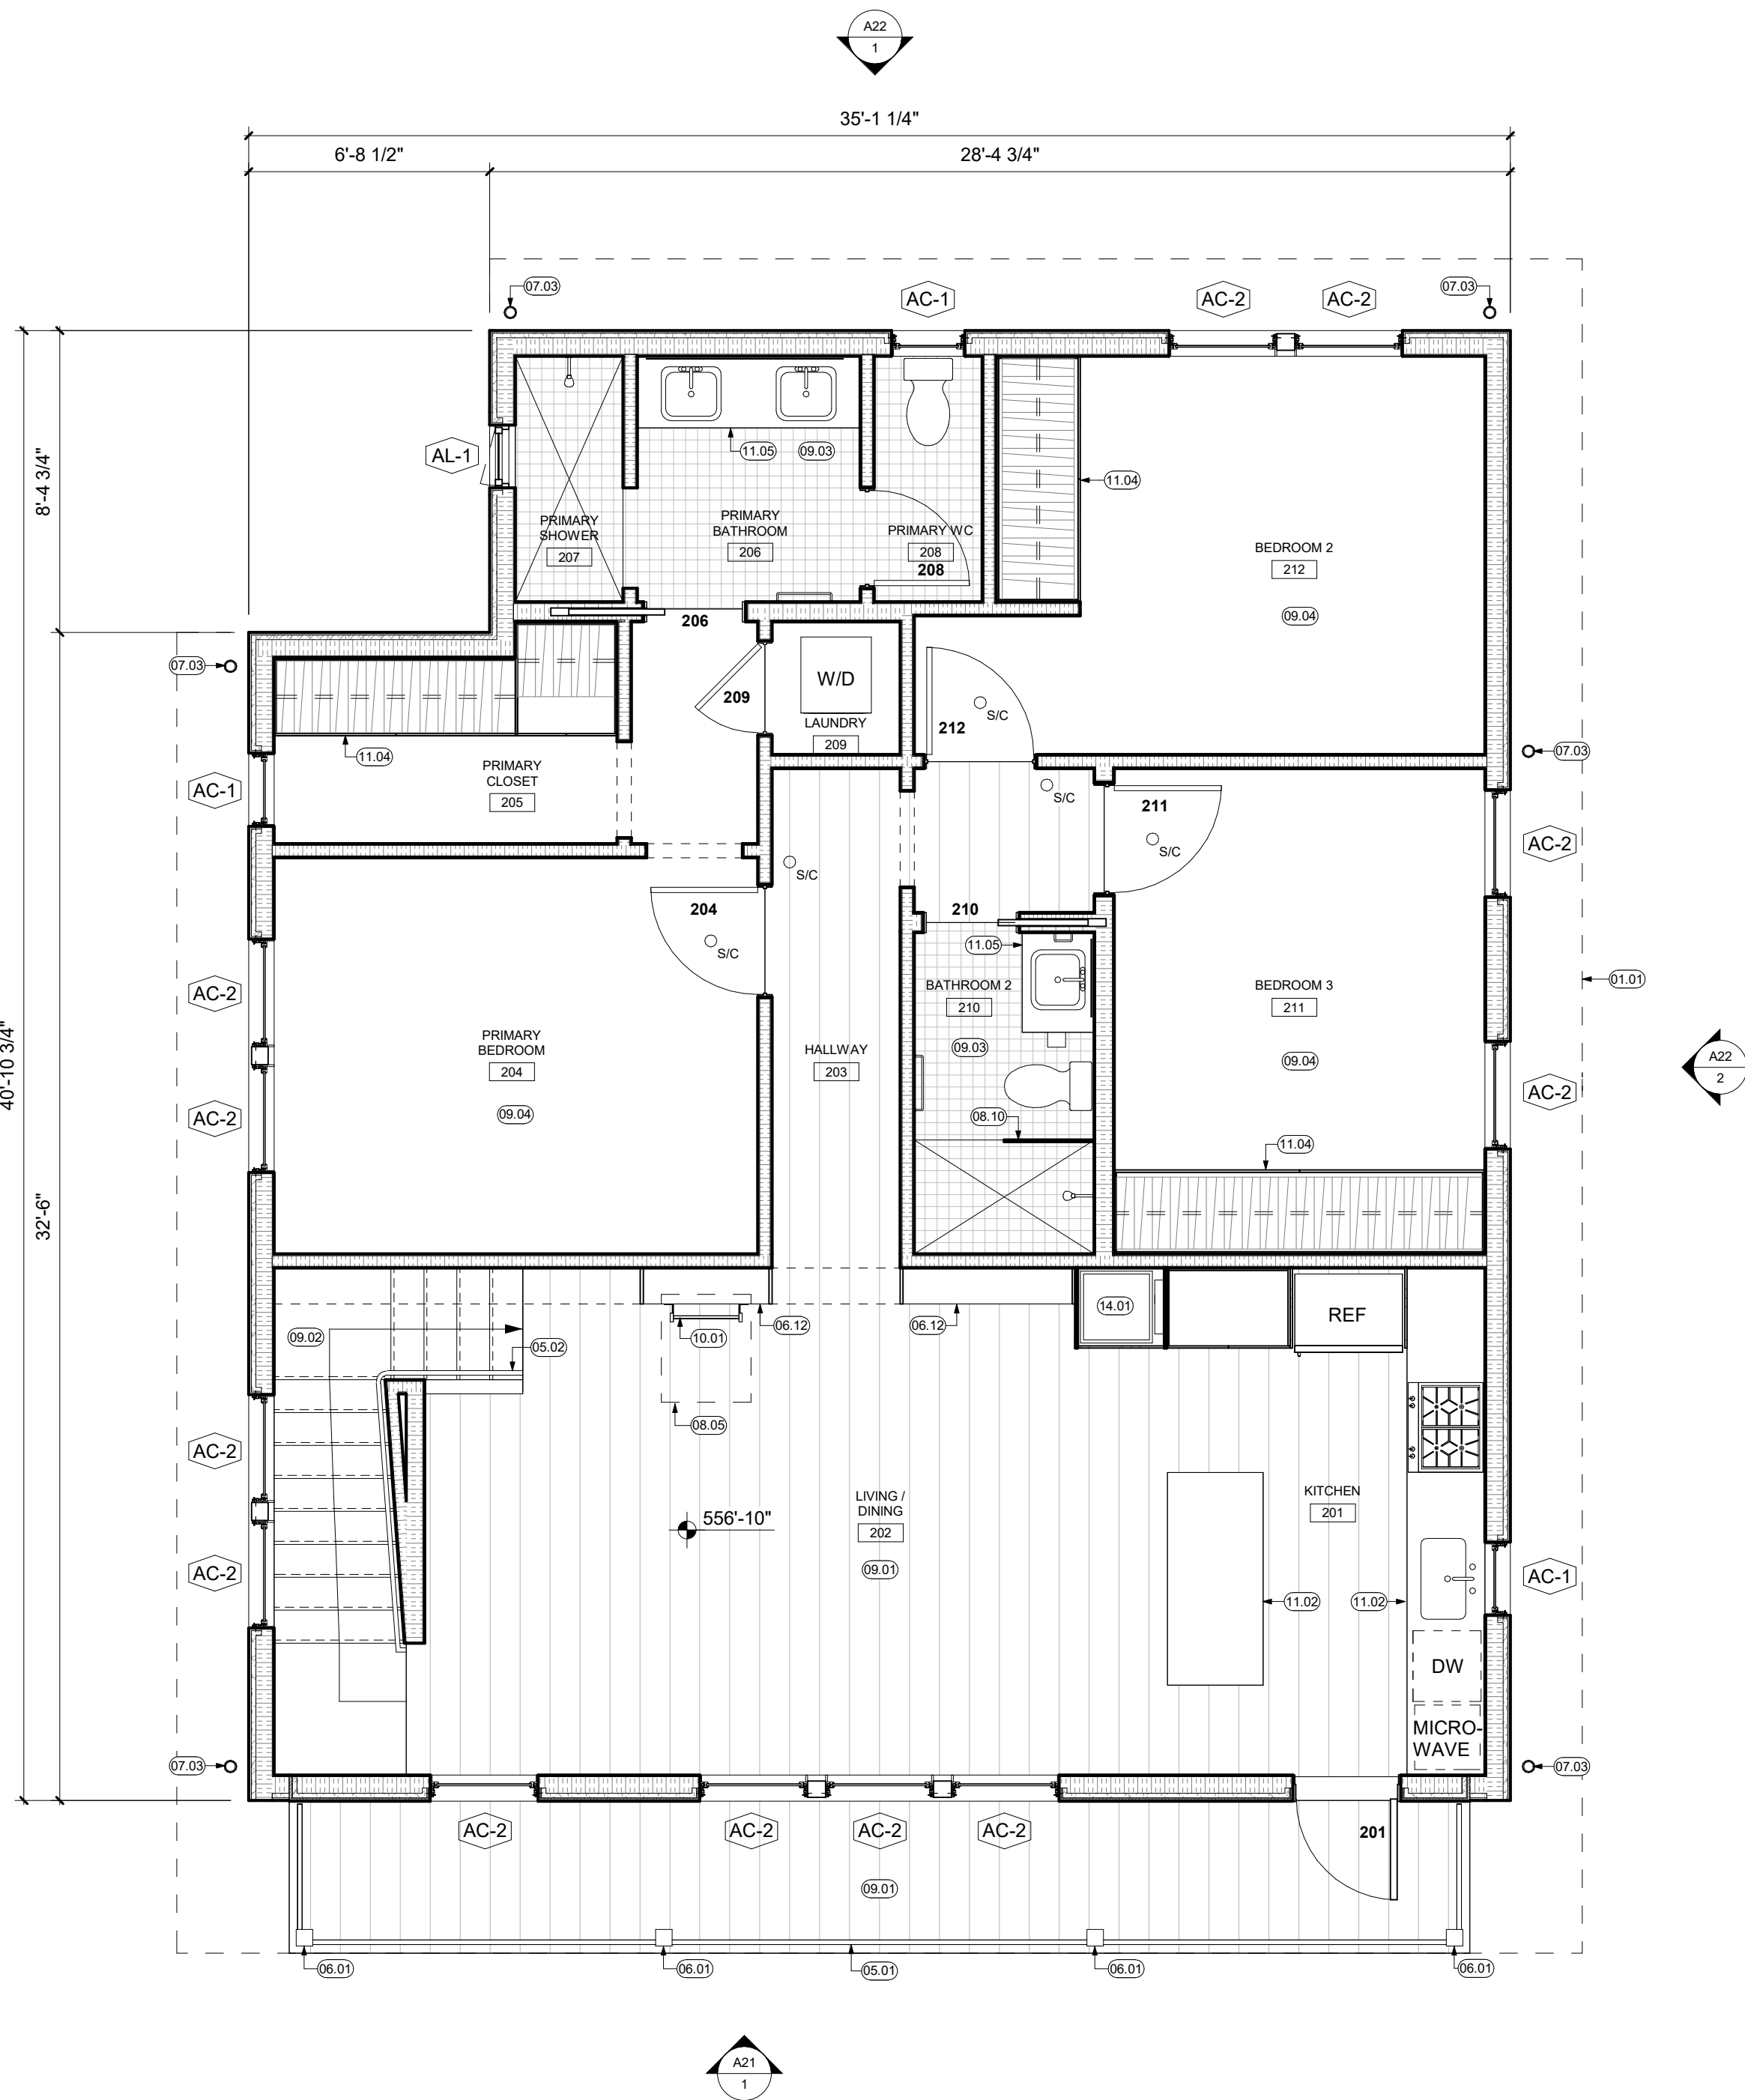 A22
1
35'-1 1/4"
6'-8 1/2"
28'-4 3/4"
07.03
AC-1
AC-2
AC-2
07.03
8'-4 3/4"
AL-1
11.05
09.03
11.04
PRIMARY
SHOWER
207
PRIMARY
BATHROOM
206
PRIMARY WC
208
208
BEDROOM 2
212
09.04
206
07.03
W/D
209
LAUNDRY
209
212
S/C
11.04
07.03
PRIMARY
CLOSET
205
AC-1
S/C
211
S/C
AC-2
S/C
204
S/C
210
11.05
01.01
AC-2
BATHROOM 2
210
BEDROOM 3
211
40'-10 3/4"
PRIMARY
BEDROOM
204
HALLWAY
203
09.03
09.04
A22
2
AC-2
09.04
08.10
AC-2
11.04
32'-6"
14.01
REF
09.02
05.02
10.01
06.12
06.12
08.05
AC-2
LIVING /
DINING
202
KITCHEN
201
556'-10"
09.01
AC-2
AC-1
11.02
11.02
DW
MICRO-
WAVE
07.03
07.03
AC-2
AC-2
AC-2
AC-2
201
09.01
06.01
06.01
05.01
06.01
06.01
A21
1